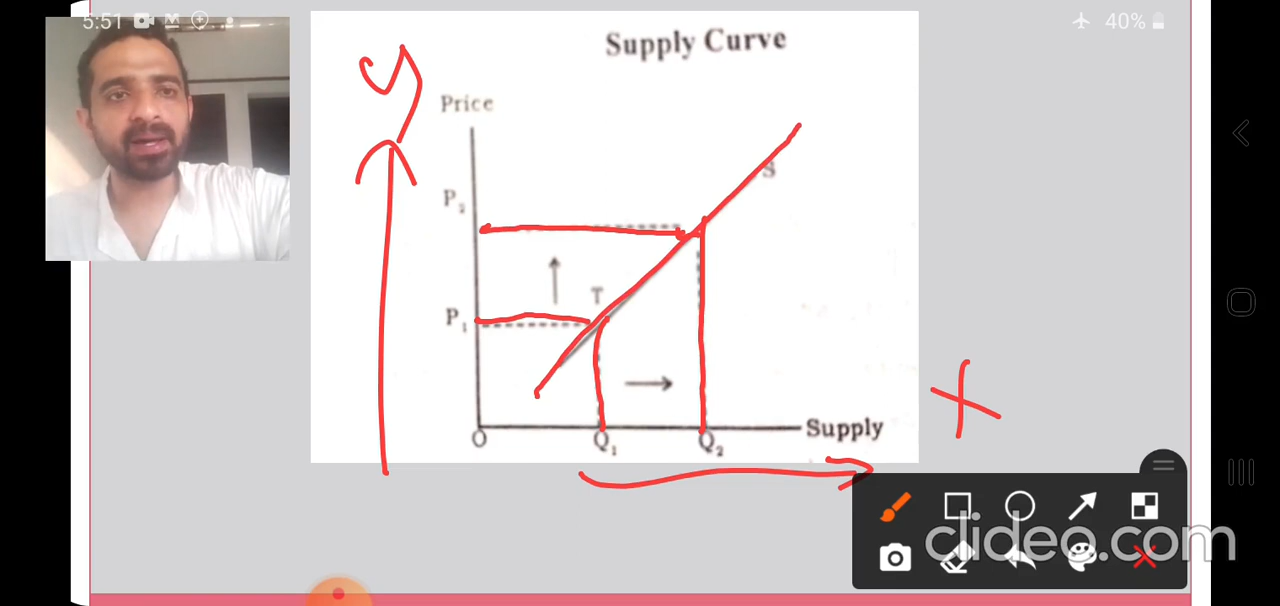 5:51
40%
Supply Curve
y
Price
P₂
S
T
P₁
x
O
Q₁
Q₂
Supply
clideo.com